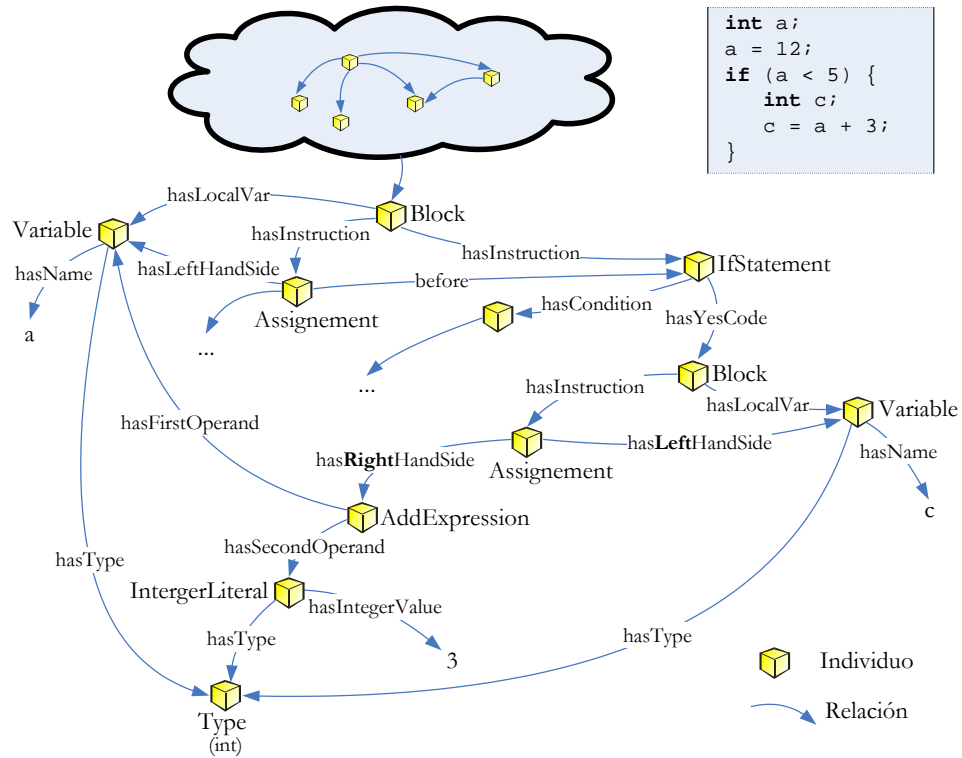 int a;
a = 12;
if (a < 5) {
int c;
c = a + 3;
}
hasLocalVar
Block
Variable
hasInstruction
hasInstruction
IfStatement
hasName
hasLeftHandSide
before
hasCondition
a
Assignement
hasYesCode
...
...
Block
hasInstruction
hasLocalVar
Variable
hasFirstOperand
hasRightHandSide
Assignement
hasLeftHandSide
hasName
c
AddExpression
hasSecondOperand
hasType
IntergerLiteral
hasIntegerValue
hasType
3
hasType
Individuo
Type
(int)
Relación